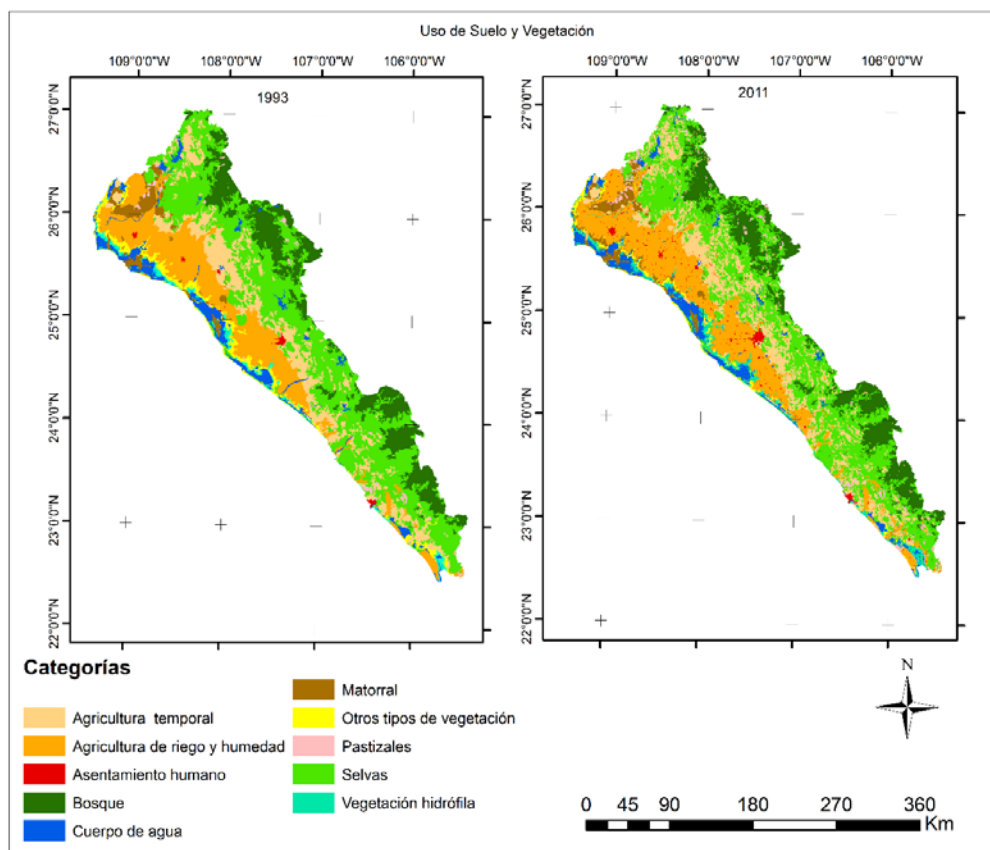 Uso de Suelo y Vegetación
109°0'0"W 108°0'0"W 107°0'0"W 106°0'0"W
109°0'0"W 108°0'0"W 107°0'0"W 106°0'0"W
1993
2011
27°0'0"N
26°0'0"N
25°0'0"N
24°0'0"N
23°0'0"N
22°0'0"N
27°0'0"N
26°0'0"N
25°0'0"N
24°0'0"N
23°0'0"N
22°0'0"N
Categorías
Agricultura temporal
Agricultura de riego y humedad
Asentamiento humano
Bosque
Cuerpo de agua
Matorral
Otros tipos de vegetación
Pastizales
Selvas
Vegetación hidrófila
N
0 45 90 180 270 360
Km